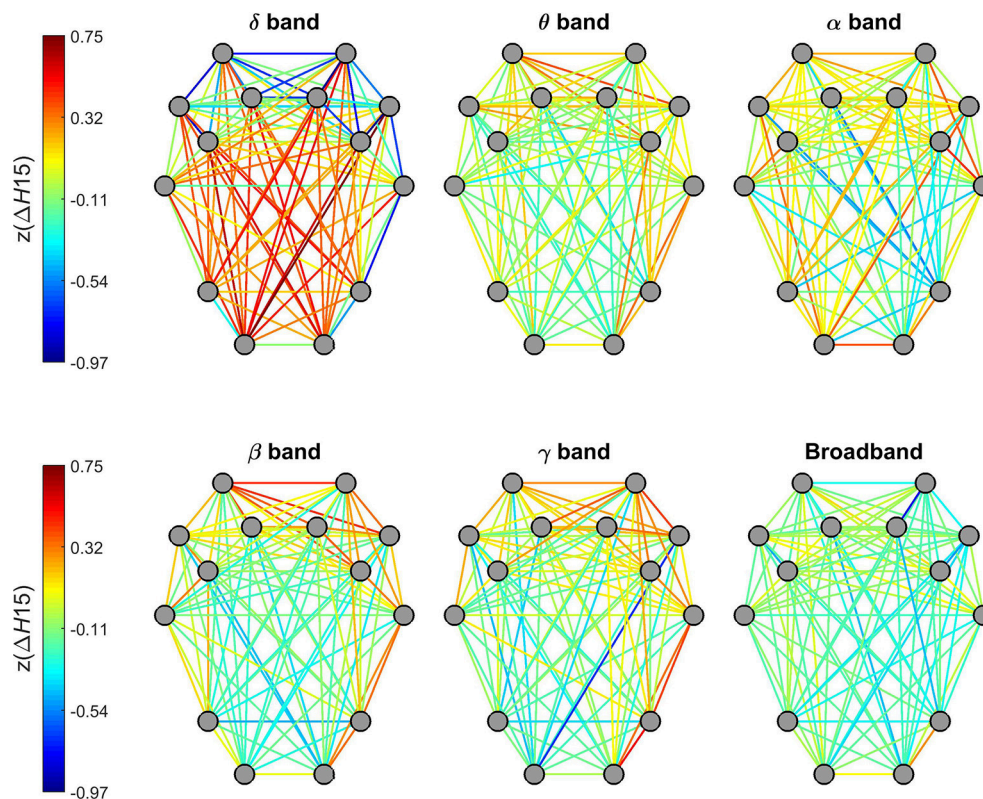 δ band
θ band
α band
z(ΔH15)
0.75
0.32
-0.11
-0.54
-0.97
β band
γ band
Broadband
z(ΔH15)
0.75
0.32
-0.11
-0.54
-0.97